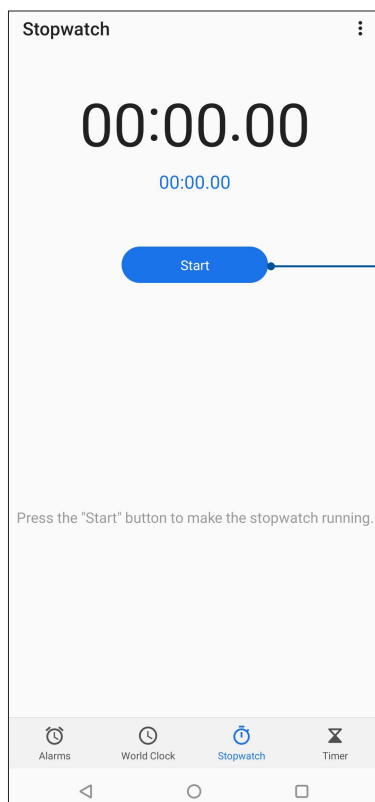 Stopwatch
00:00.00
00:00.00
Start
Press the "Start" button to make the stopwatch running.
Alarms World Clock Stopwatch Timer